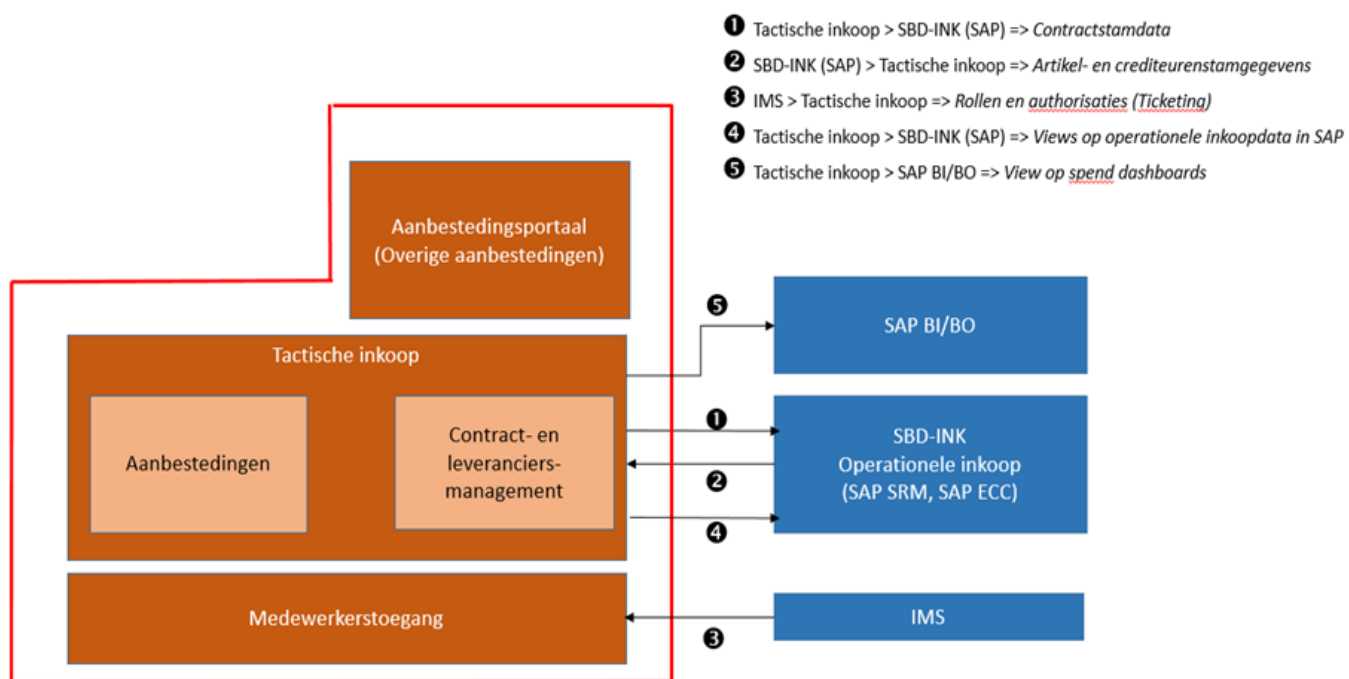 ❶ Tactische inkoop > SBD-INK (SAP) => Contractstamdata
❷ SBD-INK (SAP) > Tactische inkoop => Artikel- en crediteurenstamgegevens
❸ IMS > Tactische inkoop => Rollen en authorisaties (Ticketing)
❹ Tactische inkoop > SBD-INK (SAP) => Views op operationele inkoopdata in SAP
❺ Tactische inkoop > SAP BI/BO => View op spend dashboards
Aanbestedingsportaal
(Overige aanbestedingen)
❺
SAP BI/BO
Tactische inkoop
Aanbestedingen
Contract- en
leveranciers-
management
❶
❷
❹
SBD-INK
Operationele inkoop
(SAP SRM, SAP ECC)
Medewerkerstoegang
❸
IMS